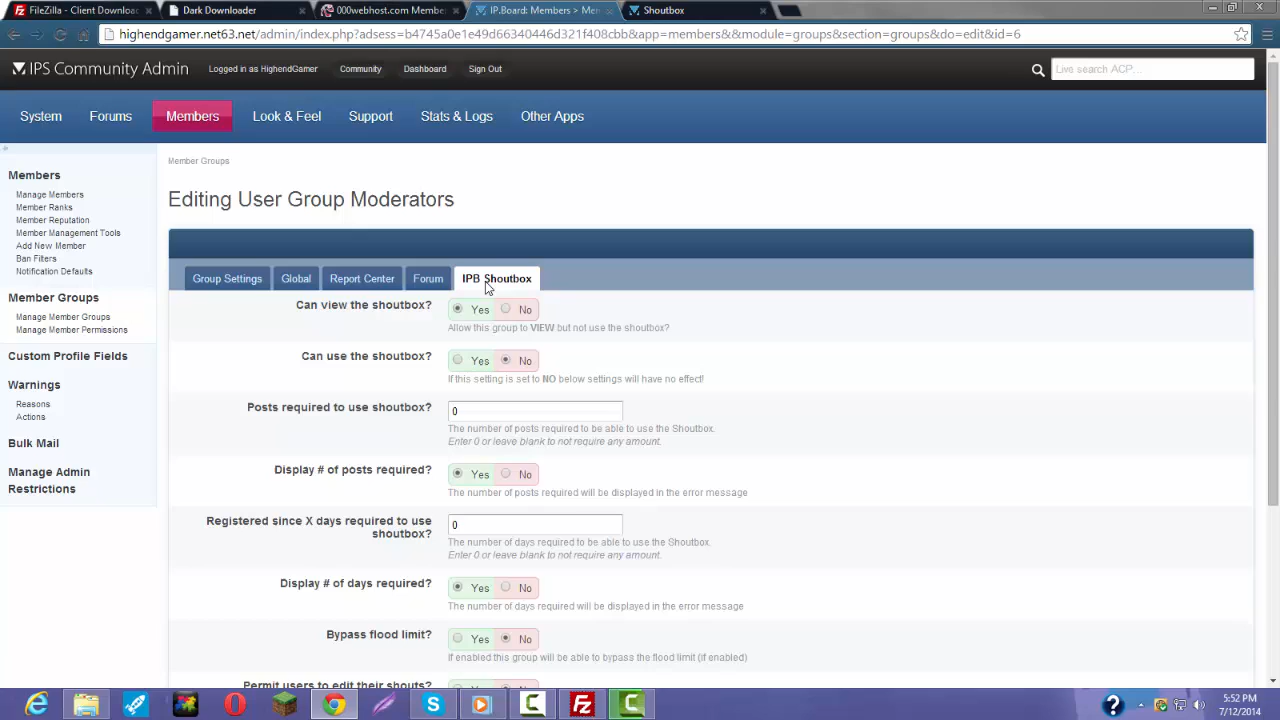 FileZilla - Client Downloa
Dark Downloader
000webhost.com Membe
IP.Board: Members > Mem
Shoutbox
highendgamer.net63.net/admin/index.php?adsess=b4745a0e1e49d66340446d321f408cbb&app=members&&module=groups&section=groups&do=edit&id=6
IPS Community Admin
Logged in as HighendGamer
Community
Dashboard
Sign Out
Live search ACP...
System
Forums
Members
Look & Feel
Support
Stats & Logs
Other Apps
Members
Manage Members
Member Ranks
Member Reputation
Member Management Tools
Add New Member
Ban Filters
Notification Defaults
Member Groups
Manage Member Groups
Manage Member Permissions
Custom Profile Fields
Warnings
Reasons
Actions
Bulk Mail
Manage Admin
Restrictions
Member Groups
Editing User Group Moderators
Group Settings
Global
Report Center
Forum
IPB Shoutbox
Can view the shoutbox?
Yes No
Allow this group to VIEW but not use the shoutbox?
Can use the shoutbox?
Yes No
If this setting is set to NO below settings will have no effect!
Posts required to use shoutbox?
0
The number of posts required to be able to use the Shoutbox.
Enter 0 or leave blank to not require any amount.
Display # of posts required?
Yes No
The number of posts required will be displayed in the error message
Registered since X days required to use
shoutbox?
0
The number of days required to be able to use the Shoutbox.
Enter 0 or leave blank to not require any amount.
Display # of days required?
Yes No
The number of days required will be displayed in the error message
Bypass flood limit?
Yes No
If enabled this group will be able to bypass the flood limit (if enabled)
Permit users to edit their shouts?
5:52 PM
7/12/2014